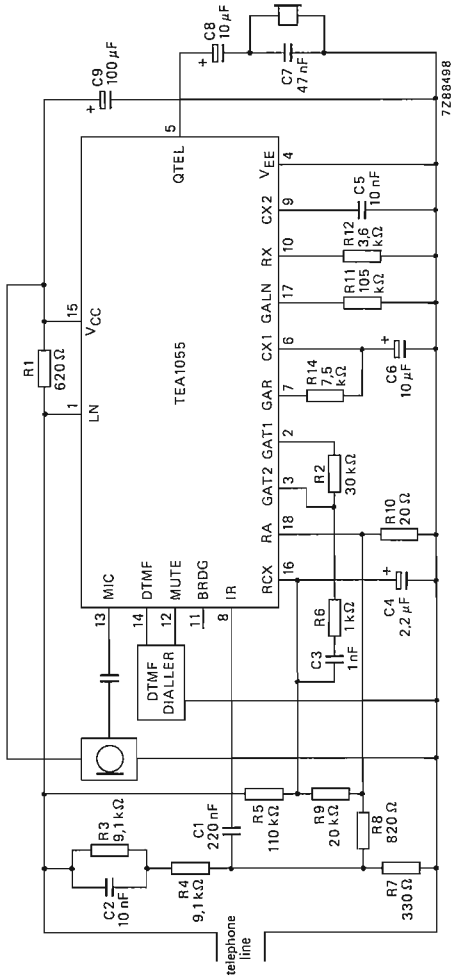 R1
620 Ω
C9
100 µF
+
C8
10 µF
+
C7
47 nF
7Z88498
TEA1055
15
VCC
1
LN
5
QTEL
MIC
13
DTMF
14
MUTE
12
BRDG
11
IR
8
RCX
16
RA
18
GAT2
3
GAT1
2
GAR
7
CX1
6
GALN
17
RX
10
CX2
9
VEE
4
DTMF
DIALLER
R3
9,1 kΩ
C2
10 nF
R4
9,1 kΩ
C1
220 nF
R5
110 kΩ
R9
20 kΩ
R8
820 Ω
R7
330 Ω
C3
1 nF
R6
1 kΩ
R2
30 kΩ
C4
2,2 µF
+
R10
20 Ω
R14
7,5
kΩ
C6
10 µF
+
R11
105
kΩ
R12
3,6
kΩ
C5
10 nF
telephone
line